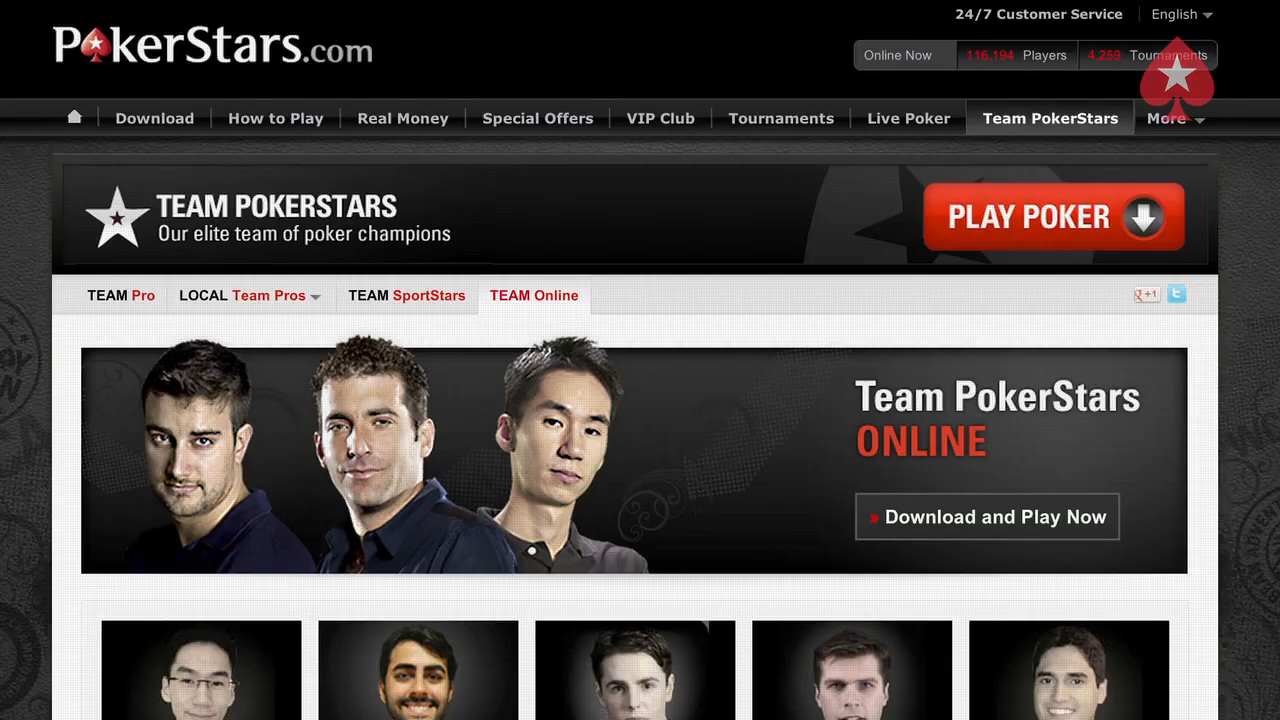 24/7 Customer Service English
PokerStars.com
Online Now 116,194 Players 4,259 Tournaments
Download How to Play Real Money Special Offers VIP Club Tournaments Live Poker Team PokerStars More
TEAM POKERSTARS
Our elite team of poker champions
PLAY POKER
TEAM Pro LOCAL Team Pros TEAM SportStars TEAM Online
g+1 t
Team PokerStars
ONLINE
» Download and Play Now